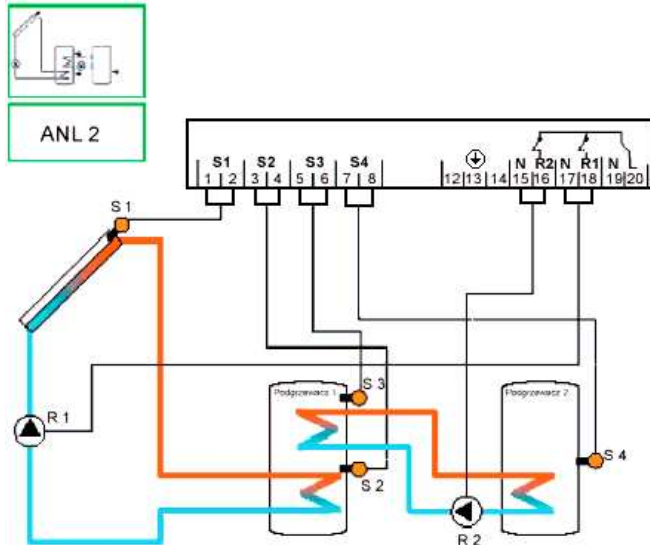 ANL 2
S1 S2 S3 S4 N R2 N R1 N
1 2 3 4 5 6 7 8 12 13 14 15 16 17 18 19 20
S 1
Podgrzewacz 1
S 3
Podgrzewacz 2
R 1
S 2
S 4
R 2